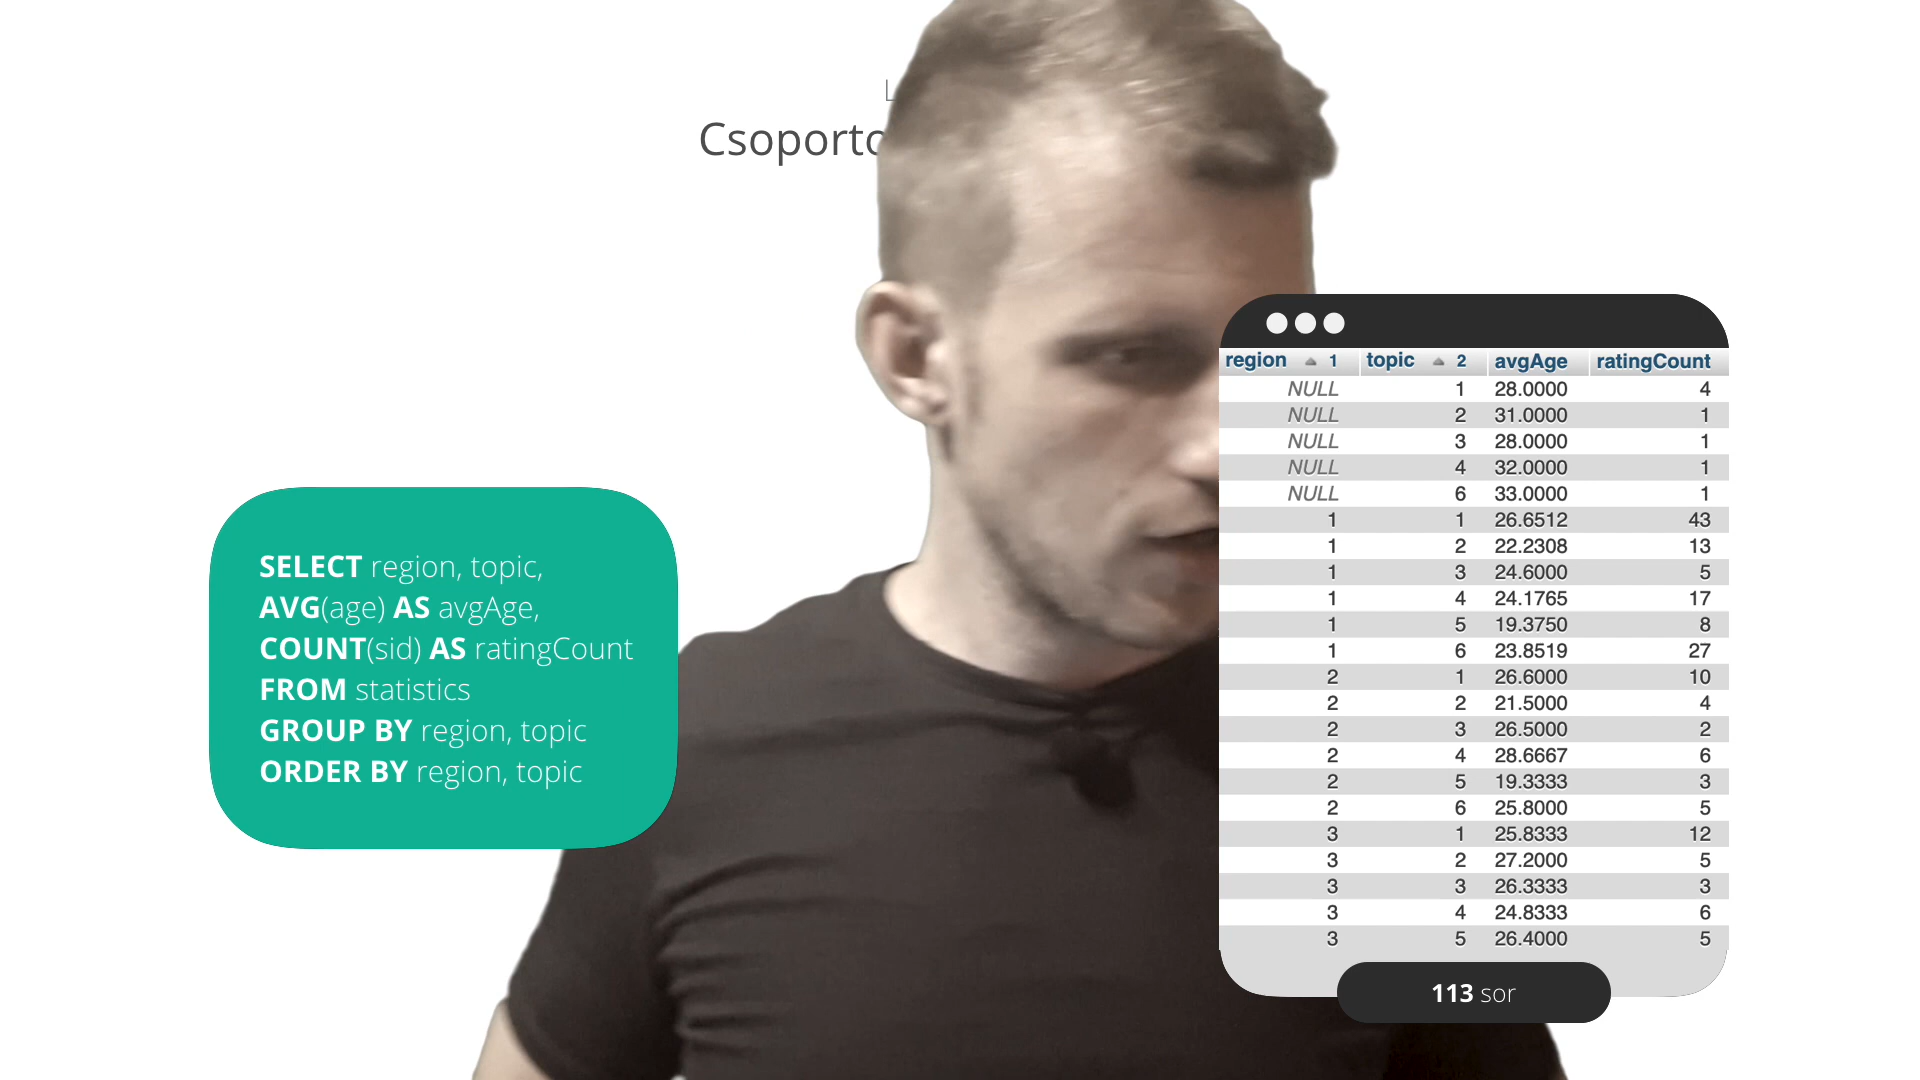 SELECT region, topic,
AVG(age) AS avgAge,
COUNT(sid) AS ratingCount
FROM statistics
GROUP BY region, topic
ORDER BY region, topic
region 1 topic 2 avgAge ratingCount
NULL 1 28.0000 4
NULL 2 31.0000 1
NULL 3 28.0000 1
NULL 4 32.0000 1
NULL 6 33.0000 1
1 1 26.6512 43
1 2 22.2308 13
1 3 24.6000 5
1 4 24.1765 17
1 5 19.3750 8
1 6 23.8519 27
2 1 26.6000 10
2 2 21.5000 4
2 3 26.5000 2
2 4 28.6667 6
2 5 19.3333 3
2 6 25.8000 5
3 1 25.8333 12
3 2 27.2000 5
3 3 26.3333 3
3 4 24.8333 6
3 5 26.4000 5
113 sor